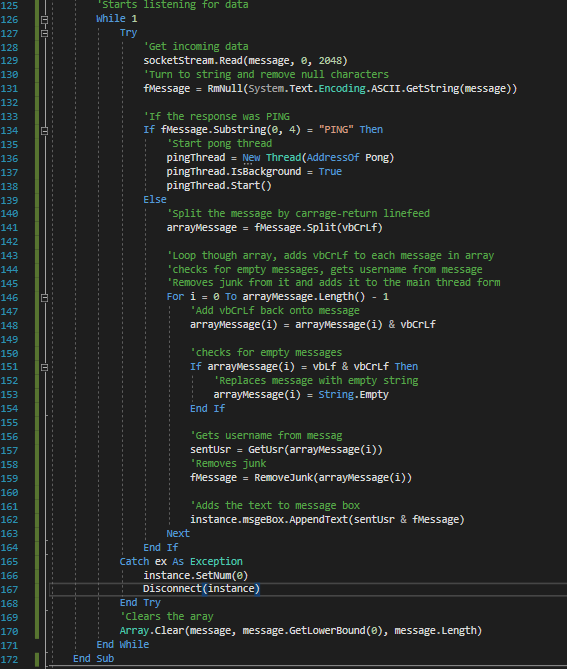 125 'Starts listening for data
126 While 1
127 Try
128 'Get incoming data
129 socketStream.Read(message, 0, 2048)
130 'Turn to string and remove null characters
131 fMessage = RmNull(System.Text.Encoding.ASCII.GetString(message))
132
133 'If the response was PING
134 If fMessage.Substring(0, 4) = "PING" Then
135 'Start pong thread
136 pingThread = New Thread(AddressOf Pong)
137 pingThread.IsBackground = True
138 pingThread.Start()
139 Else
140 'Split the message by carrage-return linefeed
141 arrayMessage = fMessage.Split(vbCrLf)
142
143 'Loop though array, adds vbCrLf to each message in array
144 'checks for empty messages, gets username from message
145 'Removes junk from it and adds it to the main thread form
146 For i = 0 To arrayMessage.Length() - 1
147 'Add vbCrLf back onto message
148 arrayMessage(i) = arrayMessage(i) & vbCrLf
149
150 'checks for empty messages
151 If arrayMessage(i) = vbLf & vbCrLf Then
152 'Replaces message with empty string
153 arrayMessage(i) = String.Empty
154 End If
155
156 'Gets username from messag
157 sentUsr = GetUsr(arrayMessage(i))
158 'Removes junk
159 fMessage = RemoveJunk(arrayMessage(i))
160
161 'Adds the text to message box
162 instance.msgeBox.AppendText(sentUsr & fMessage)
163 Next
164 End If
165 Catch ex As Exception
166 instance.SetNum(0)
167 Disconnect(instance)
168 End Try
169 'Clears the aray
170 Array.Clear(message, message.GetLowerBound(0), message.Length)
171 End While
172 End Sub